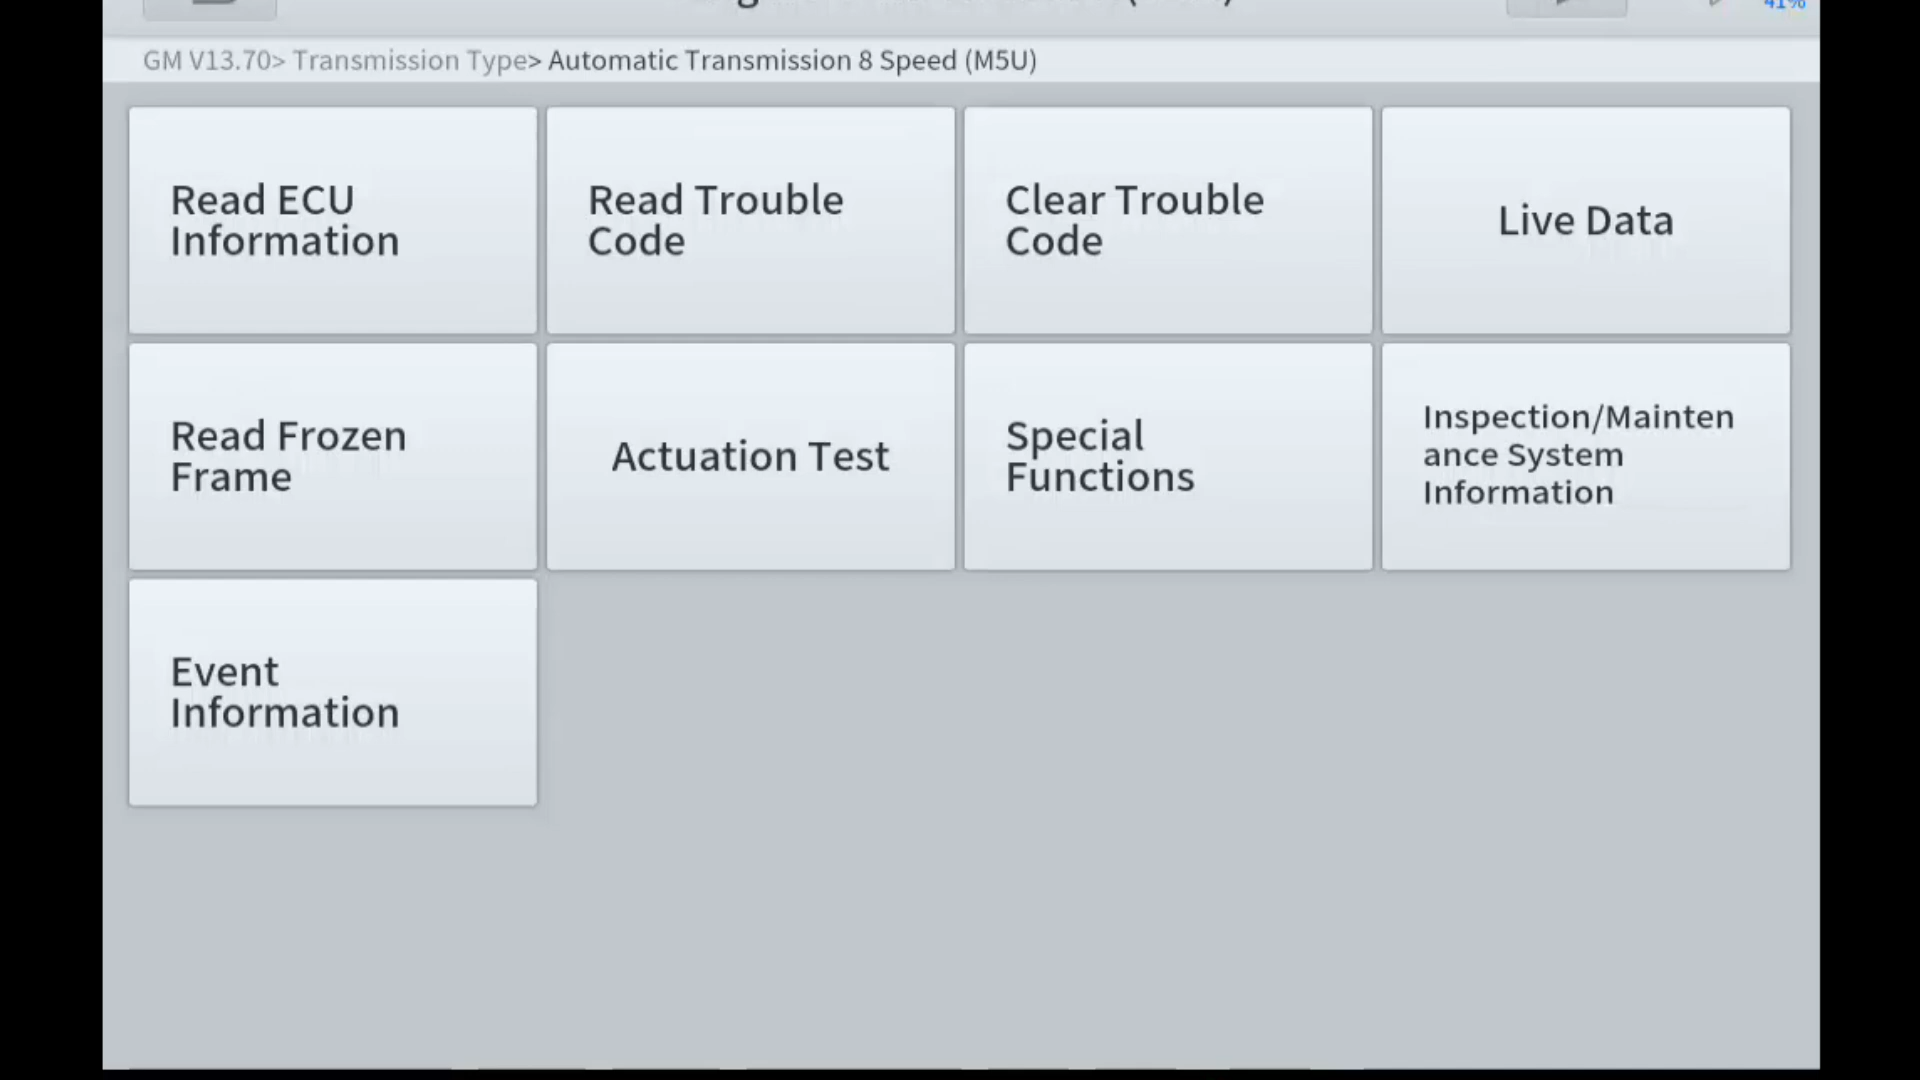 41%
GM V13.70> Transmission Type> Automatic Transmission 8 Speed (M5U)
Read ECU
Information
Read Trouble
Code
Clear Trouble
Code
Live Data
Read Frozen
Frame
Actuation Test
Special
Functions
Inspection/Mainten
ance System
Information
Event
Information